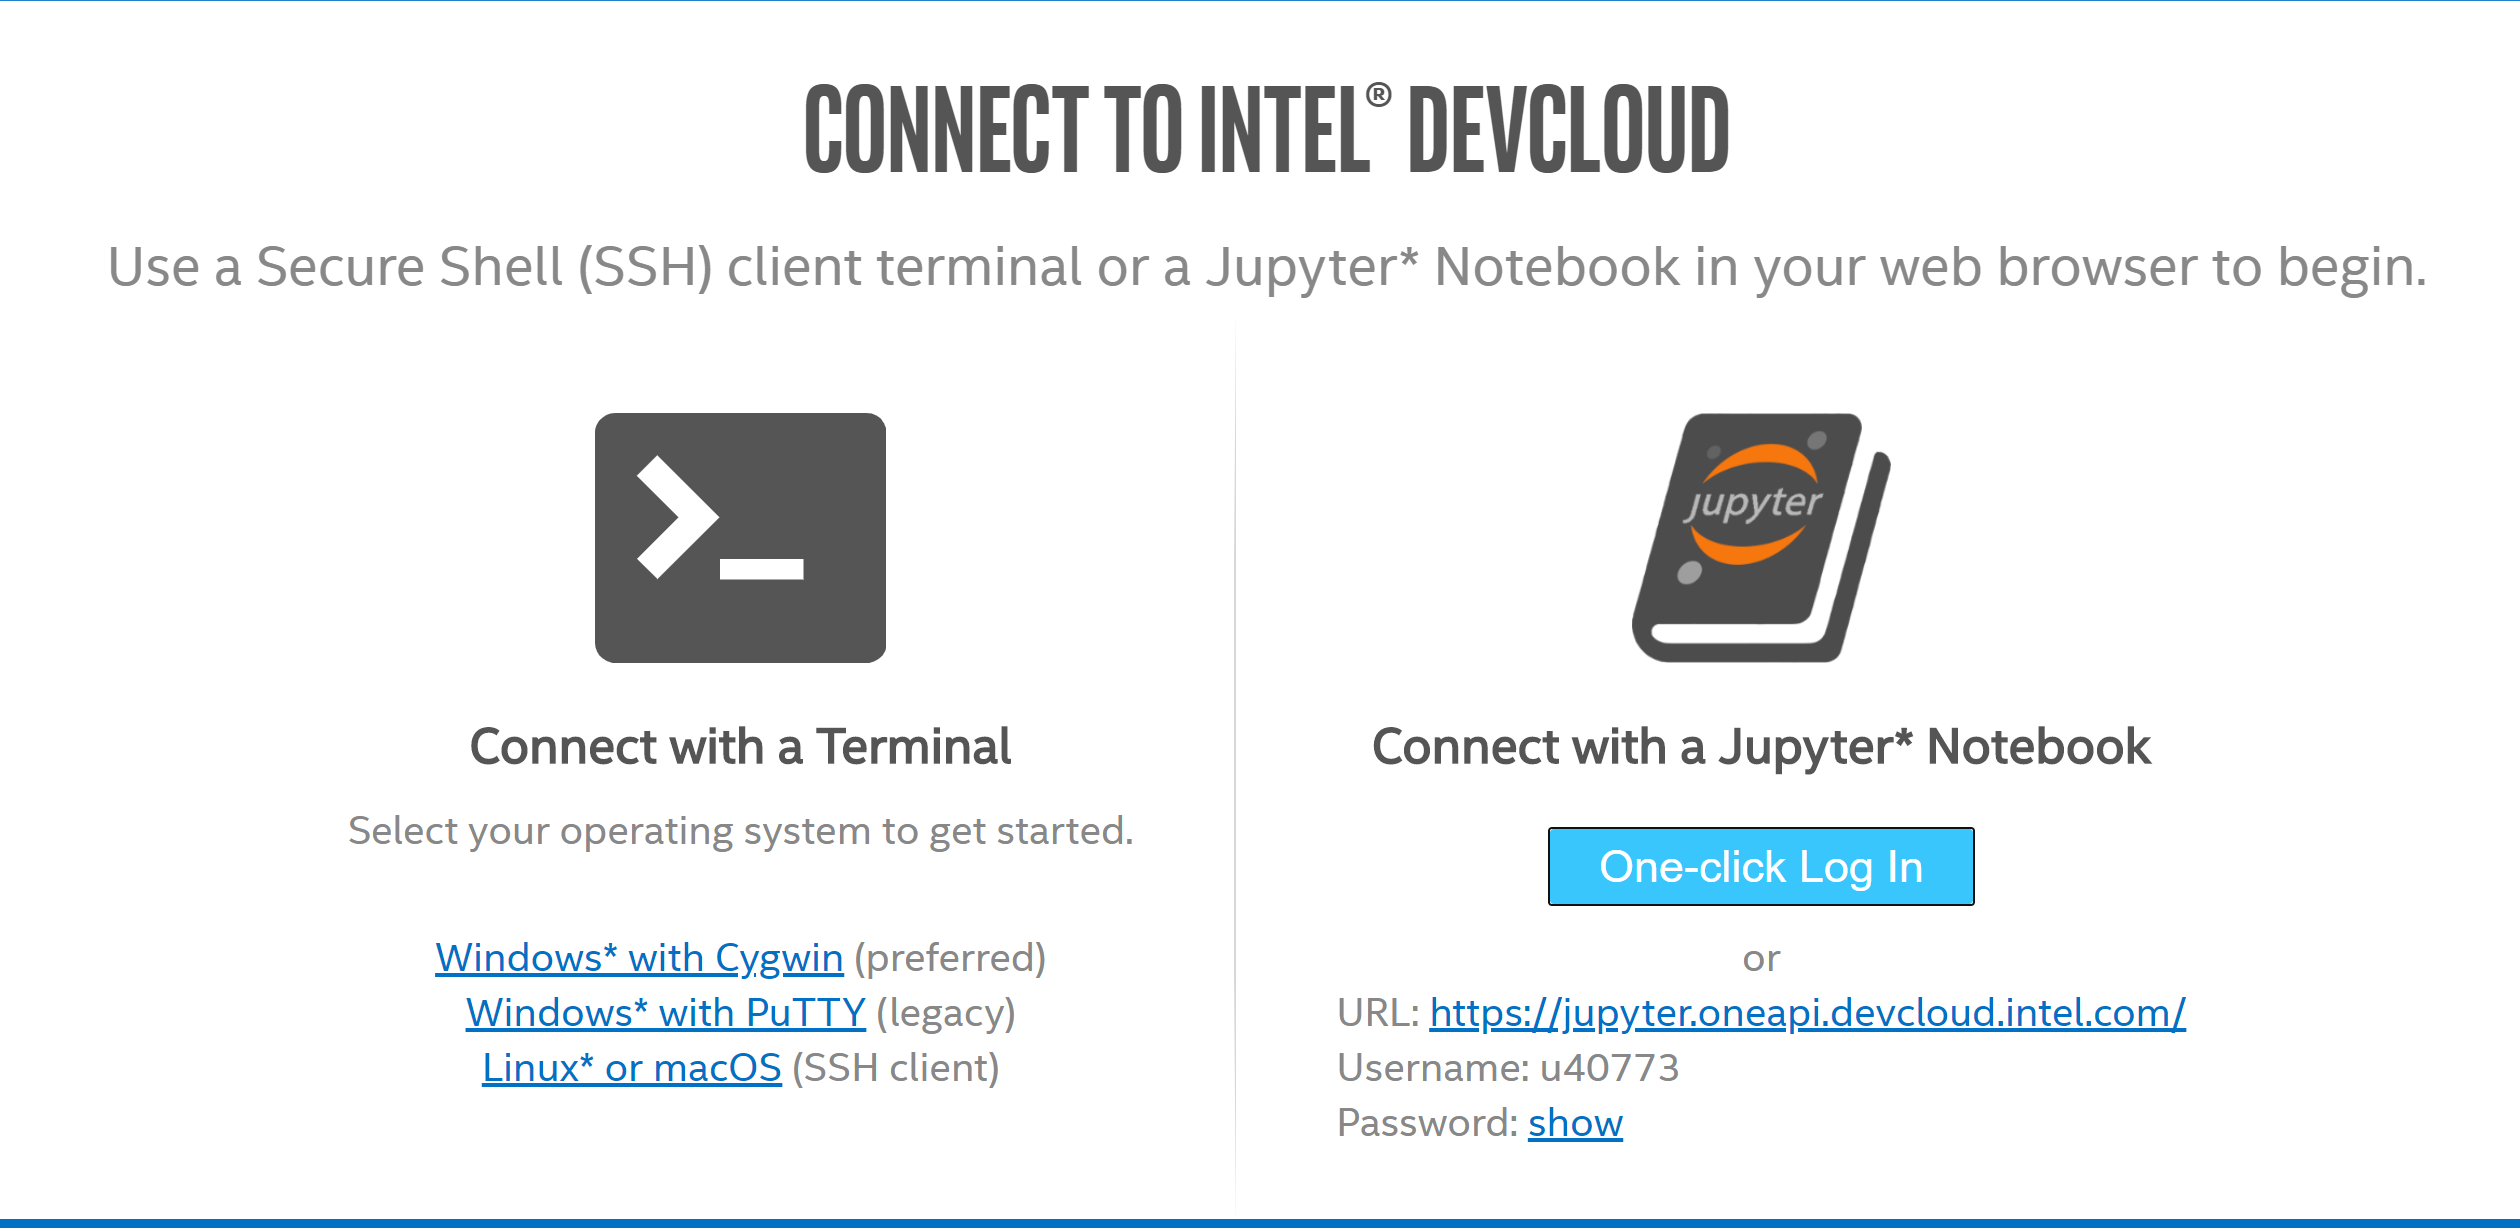 CONNECT TO INTEL® DEVCLOUD
Use a Secure Shell (SSH) client terminal or a Jupyter* Notebook in your web browser to begin.
>_
Connect with a Terminal
Select your operating system to get started.
Windows* with Cygwin (preferred)
Windows* with PuTTY (legacy)
Linux* or macOS (SSH client)
jupyter
Connect with a Jupyter* Notebook
One-click Log In
or
URL: https://jupyter.oneapi.devcloud.intel.com/
Username: u40773
Password: show